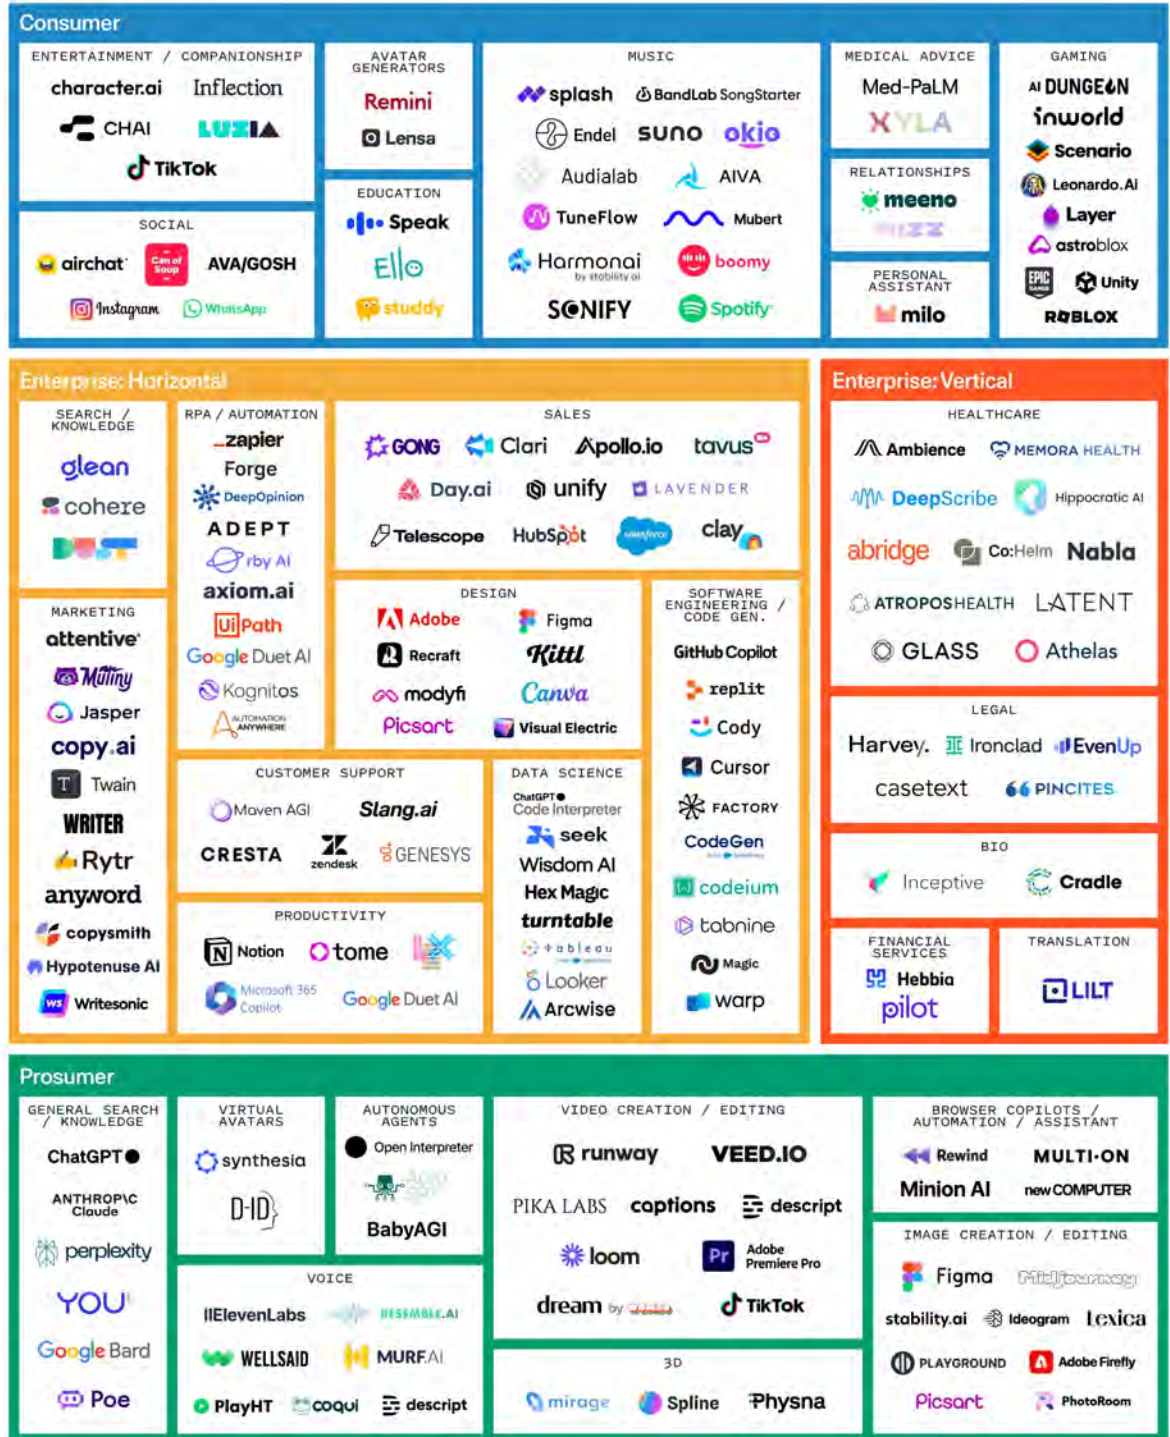 Consumer
ENTERTAINMENT / COMPANIONSHIP
character.ai Inflection
CHAI LUZIA
TikTok
SOCIAL
airchat Can of Soup AVA/GOSH
Instagram WhatsApp
AVATAR
GENERATORS
Remini
Lensa
EDUCATION
Speak
Ello
studdy
MUSIC
splash BandLab SongStarter
Endel suno okio
Audialab AIVA
TuneFlow Mubert
Harmonai boomy
by stability ai
SONIFY Spotify
MEDICAL ADVICE
Med-PaLM
XYLA
RELATIONSHIPS
meeno
PERSONAL
ASSISTANT
milo
GAMING
AI DUNGEON
inworld
Scenario
Leonardo.Ai
Layer
astroblox
EPIC GAMES Unity
ROBLOX
Enterprise: Horizontal
SEARCH /
KNOWLEDGE
glean
cohere
DUST
MARKETING
attentive
Mutiny
Jasper
copy.ai
T Twain
WRITER
Rytr
anyword
copysmith
Hypotenuse AI
ws Writesonic
RPA / AUTOMATION
_zapier
Forge
DeepOpinion
ADEPT
Orby AI
axiom.ai
UiPath
Google Duet AI
Kognitos
AUTOMATION
ANYWHERE
SALES
GONG Clari Apollo.io tavus
Day.ai unify LAVENDER
Telescope HubSpot salesforce clay
DESIGN
Adobe Figma
Recraft Kittl
modyfi Canva
Picsart Visual Electric
SOFTWARE
ENGINEERING /
CODE GEN.
GitHub Copilot
replit
Cody
Cursor
FACTORY
CodeGen
codeium
tabnine
Magic
warp
CUSTOMER SUPPORT
Maven AGI Slang.ai
CRESTA zendesk GENESYS
DATA SCIENCE
ChatGPT
Code Interpreter
seek
Wisdom AI
Hex Magic
turntable
tableau
Looker
Arcwise
PRODUCTIVITY
Notion tome
Microsoft 365
Copilot
Google Duet AI
Enterprise: Vertical
HEALTHCARE
Ambience MEMORA HEALTH
DeepScribe Hippocratic AI
abridge Co:Helm Nabla
ATROPOSHEALTH LATENT
GLASS Athelas
LEGAL
Harvey. Ironclad EvenUp
casetext PINCITES
BIO
Inceptive Cradle
FINANCIAL
SERVICES
Hebbia
pilot
TRANSLATION
LILT
Prosumer
GENERAL SEARCH
/ KNOWLEDGE
ChatGPT
ANTHROP\C
Claude
perplexity
YOU
Google Bard
Poe
VIRTUAL
AVATARS
synthesia
D-ID
AUTONOMOUS
AGENTS
Open Interpreter
BabyAGI
VOICE
IIElevenLabs RESEMBLE.AI
WELLSAID MURF.AI
PlayHT coqui descript
VIDEO CREATION / EDITING
runway VEED.IO
PIKA LABS captions descript
loom Pr Adobe
Premiere Pro
dream by TikTok
3D
mirage Spline Physna
BROWSER COPILOTS /
AUTOMATION / ASSISTANT
Rewind MULTI·ON
Minion AI new COMPUTER
IMAGE CREATION / EDITING
Figma Midjourney
stability.ai Ideogram Lexica
PLAYGROUND Adobe Firefly
Picsart PhotoRoom